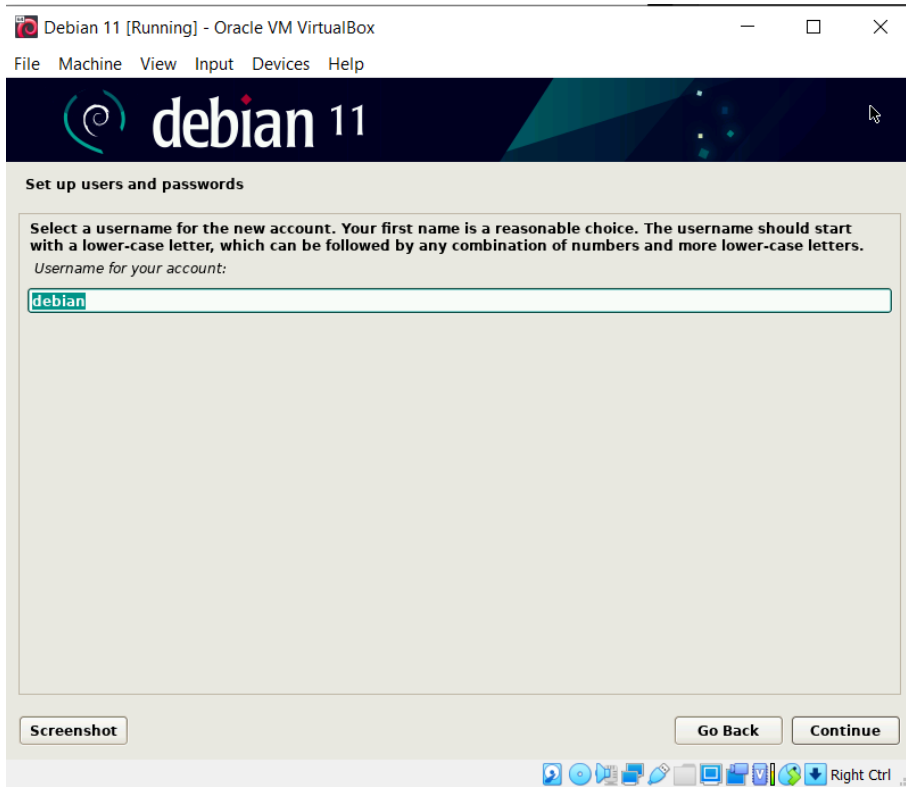 Debian 11 [Running] - Oracle VM VirtualBox
File Machine View Input Devices Help
debian 11
Set up users and passwords
Select a username for the new account. Your first name is a reasonable choice. The username should start
with a lower-case letter, which can be followed by any combination of numbers and more lower-case letters.
Username for your account:
debian
Screenshot Go Back Continue
Right Ctrl